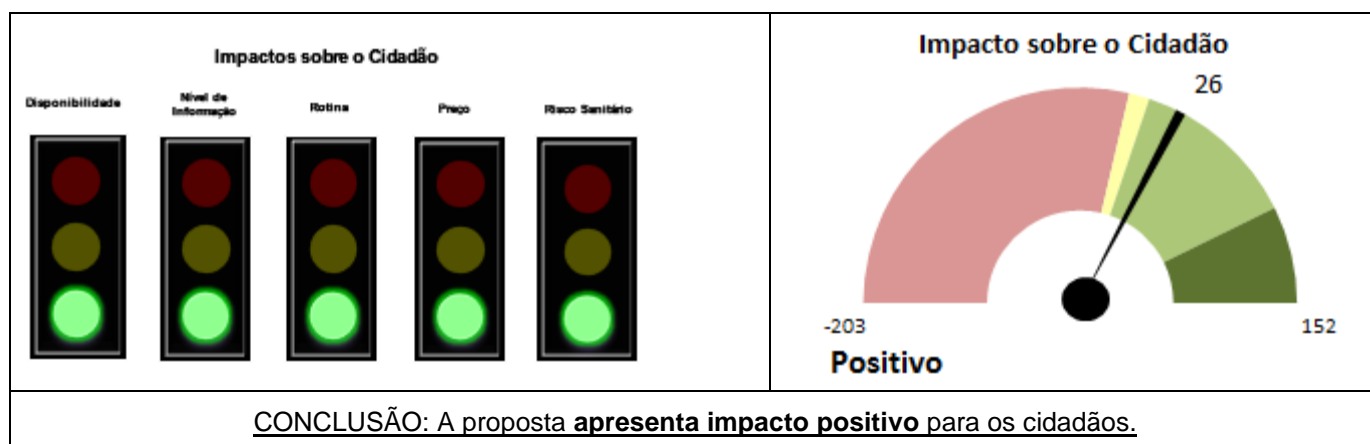 Impactos sobre o Cidadão
Disponibilidade
Nível de
Informação
Rotina
Preço
Risco Sanitário
Impacto sobre o Cidadão
26
-203
152
Positivo
CONCLUSÃO: A proposta apresenta impacto positivo para os cidadãos.